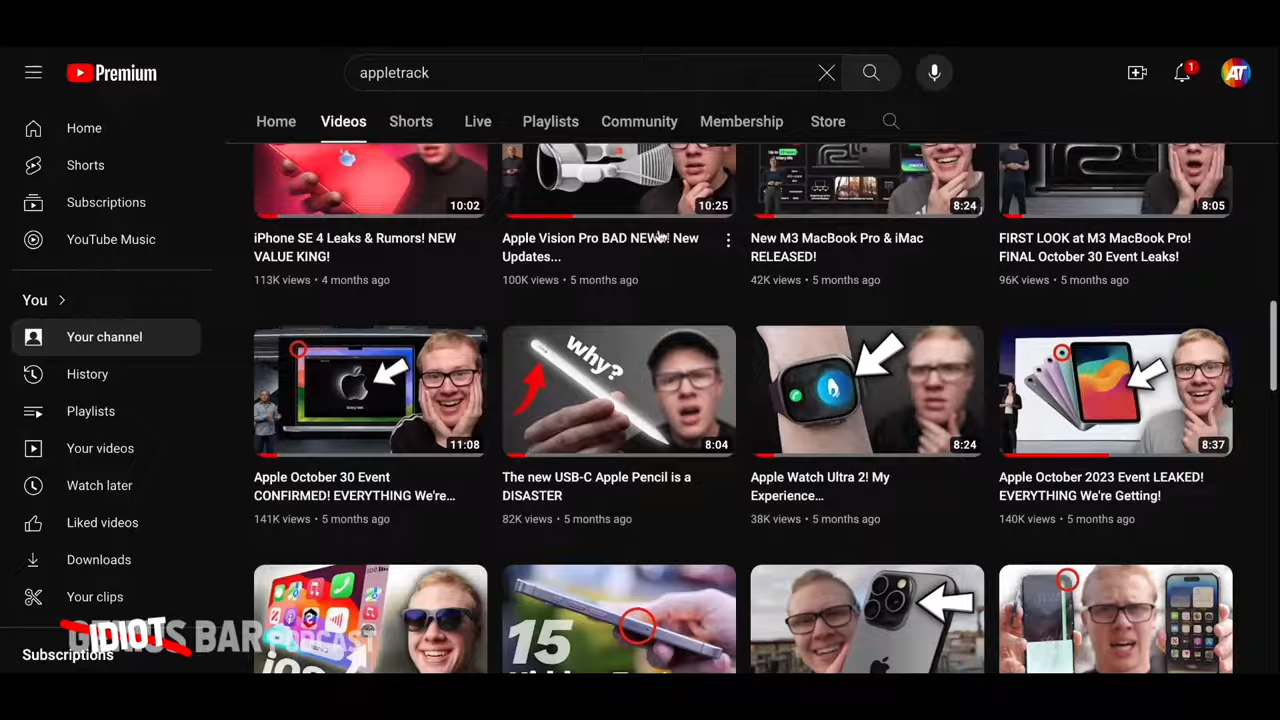 Premium
appletrack
1
AT
Home
Shorts
Subscriptions
YouTube Music
You
Your channel
History
Playlists
Your videos
Watch later
Liked videos
Downloads
Your clips
Subscriptions
Home
Videos
Shorts
Live
Playlists
Community
Membership
Store
10:02
10:25
8:24
8:05
iPhone SE 4 Leaks & Rumors! NEW
VALUE KING!
113K views • 4 months ago
Apple Vision Pro BAD NEWS! New
Updates...
100K views • 5 months ago
New M3 MacBook Pro & iMac
RELEASED!
42K views • 5 months ago
FIRST LOOK at M3 MacBook Pro!
FINAL October 30 Event Leaks!
96K views • 5 months ago
11:08
why?
8:04
8:24
8:37
Apple October 30 Event
CONFIRMED! EVERYTHING We're...
141K views • 5 months ago
The new USB-C Apple Pencil is a
DISASTER
82K views • 5 months ago
Apple Watch Ultra 2! My
Experience...
38K views • 5 months ago
Apple October 2023 Event LEAKED!
EVERYTHING We're Getting!
140K views • 5 months ago
15
IDIOTS BAR PODCAST